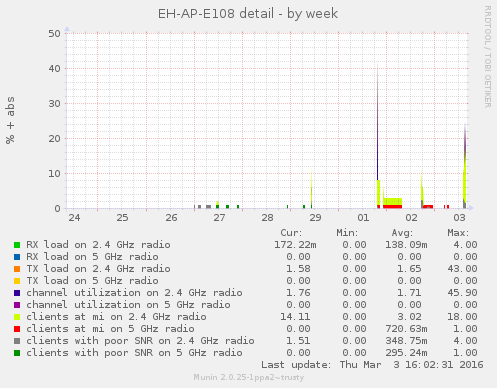 EH-AP-E108 detail - by week
RRDTOOL / TOBI OETIKER
% + abs
50
40
30
20
10
0
24 25 26 27 28 29 01 02 03
Cur: Min: Avg: Max:
RX load on 2.4 GHz radio 172.22m 0.00 138.09m 4.00
RX load on 5 GHz radio 0.00 0.00 0.00 0.00
TX load on 2.4 GHz radio 1.58 0.00 1.65 43.00
TX load on 5 GHz radio 0.00 0.00 0.00 0.00
channel utilization on 2.4 GHz radio 1.76 0.00 1.71 45.90
channel utilization on 5 GHz radio 0.00 0.00 0.00 0.00
clients at mi on 2.4 GHz radio 14.11 0.00 3.02 18.00
clients at mi on 5 GHz radio 0.00 0.00 720.63m 1.00
clients with poor SNR on 2.4 GHz radio 1.51 0.00 348.75m 4.00
clients with poor SNR on 5 GHz radio 0.00 0.00 295.24m 1.00
Last update: Thu Mar 3 16:02:31 2016
Munin 2.0.25-1ppa2~trusty